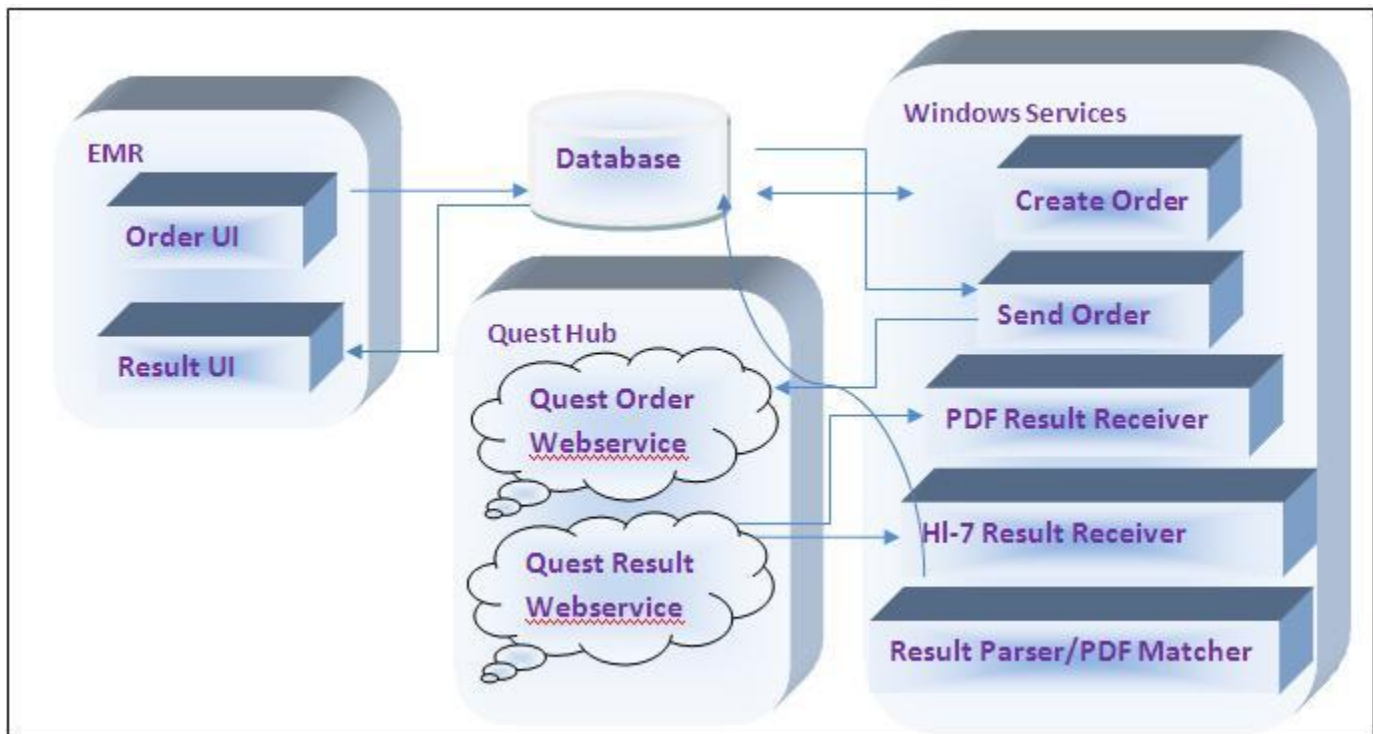 EMR
Order UI
Result UI
Database
Quest Hub
Quest Order
Webservice
Quest Result
Webservice
Windows Services
Create Order
Send Order
PDF Result Receiver
Hl-7 Result Receiver
Result Parser/PDF Matcher